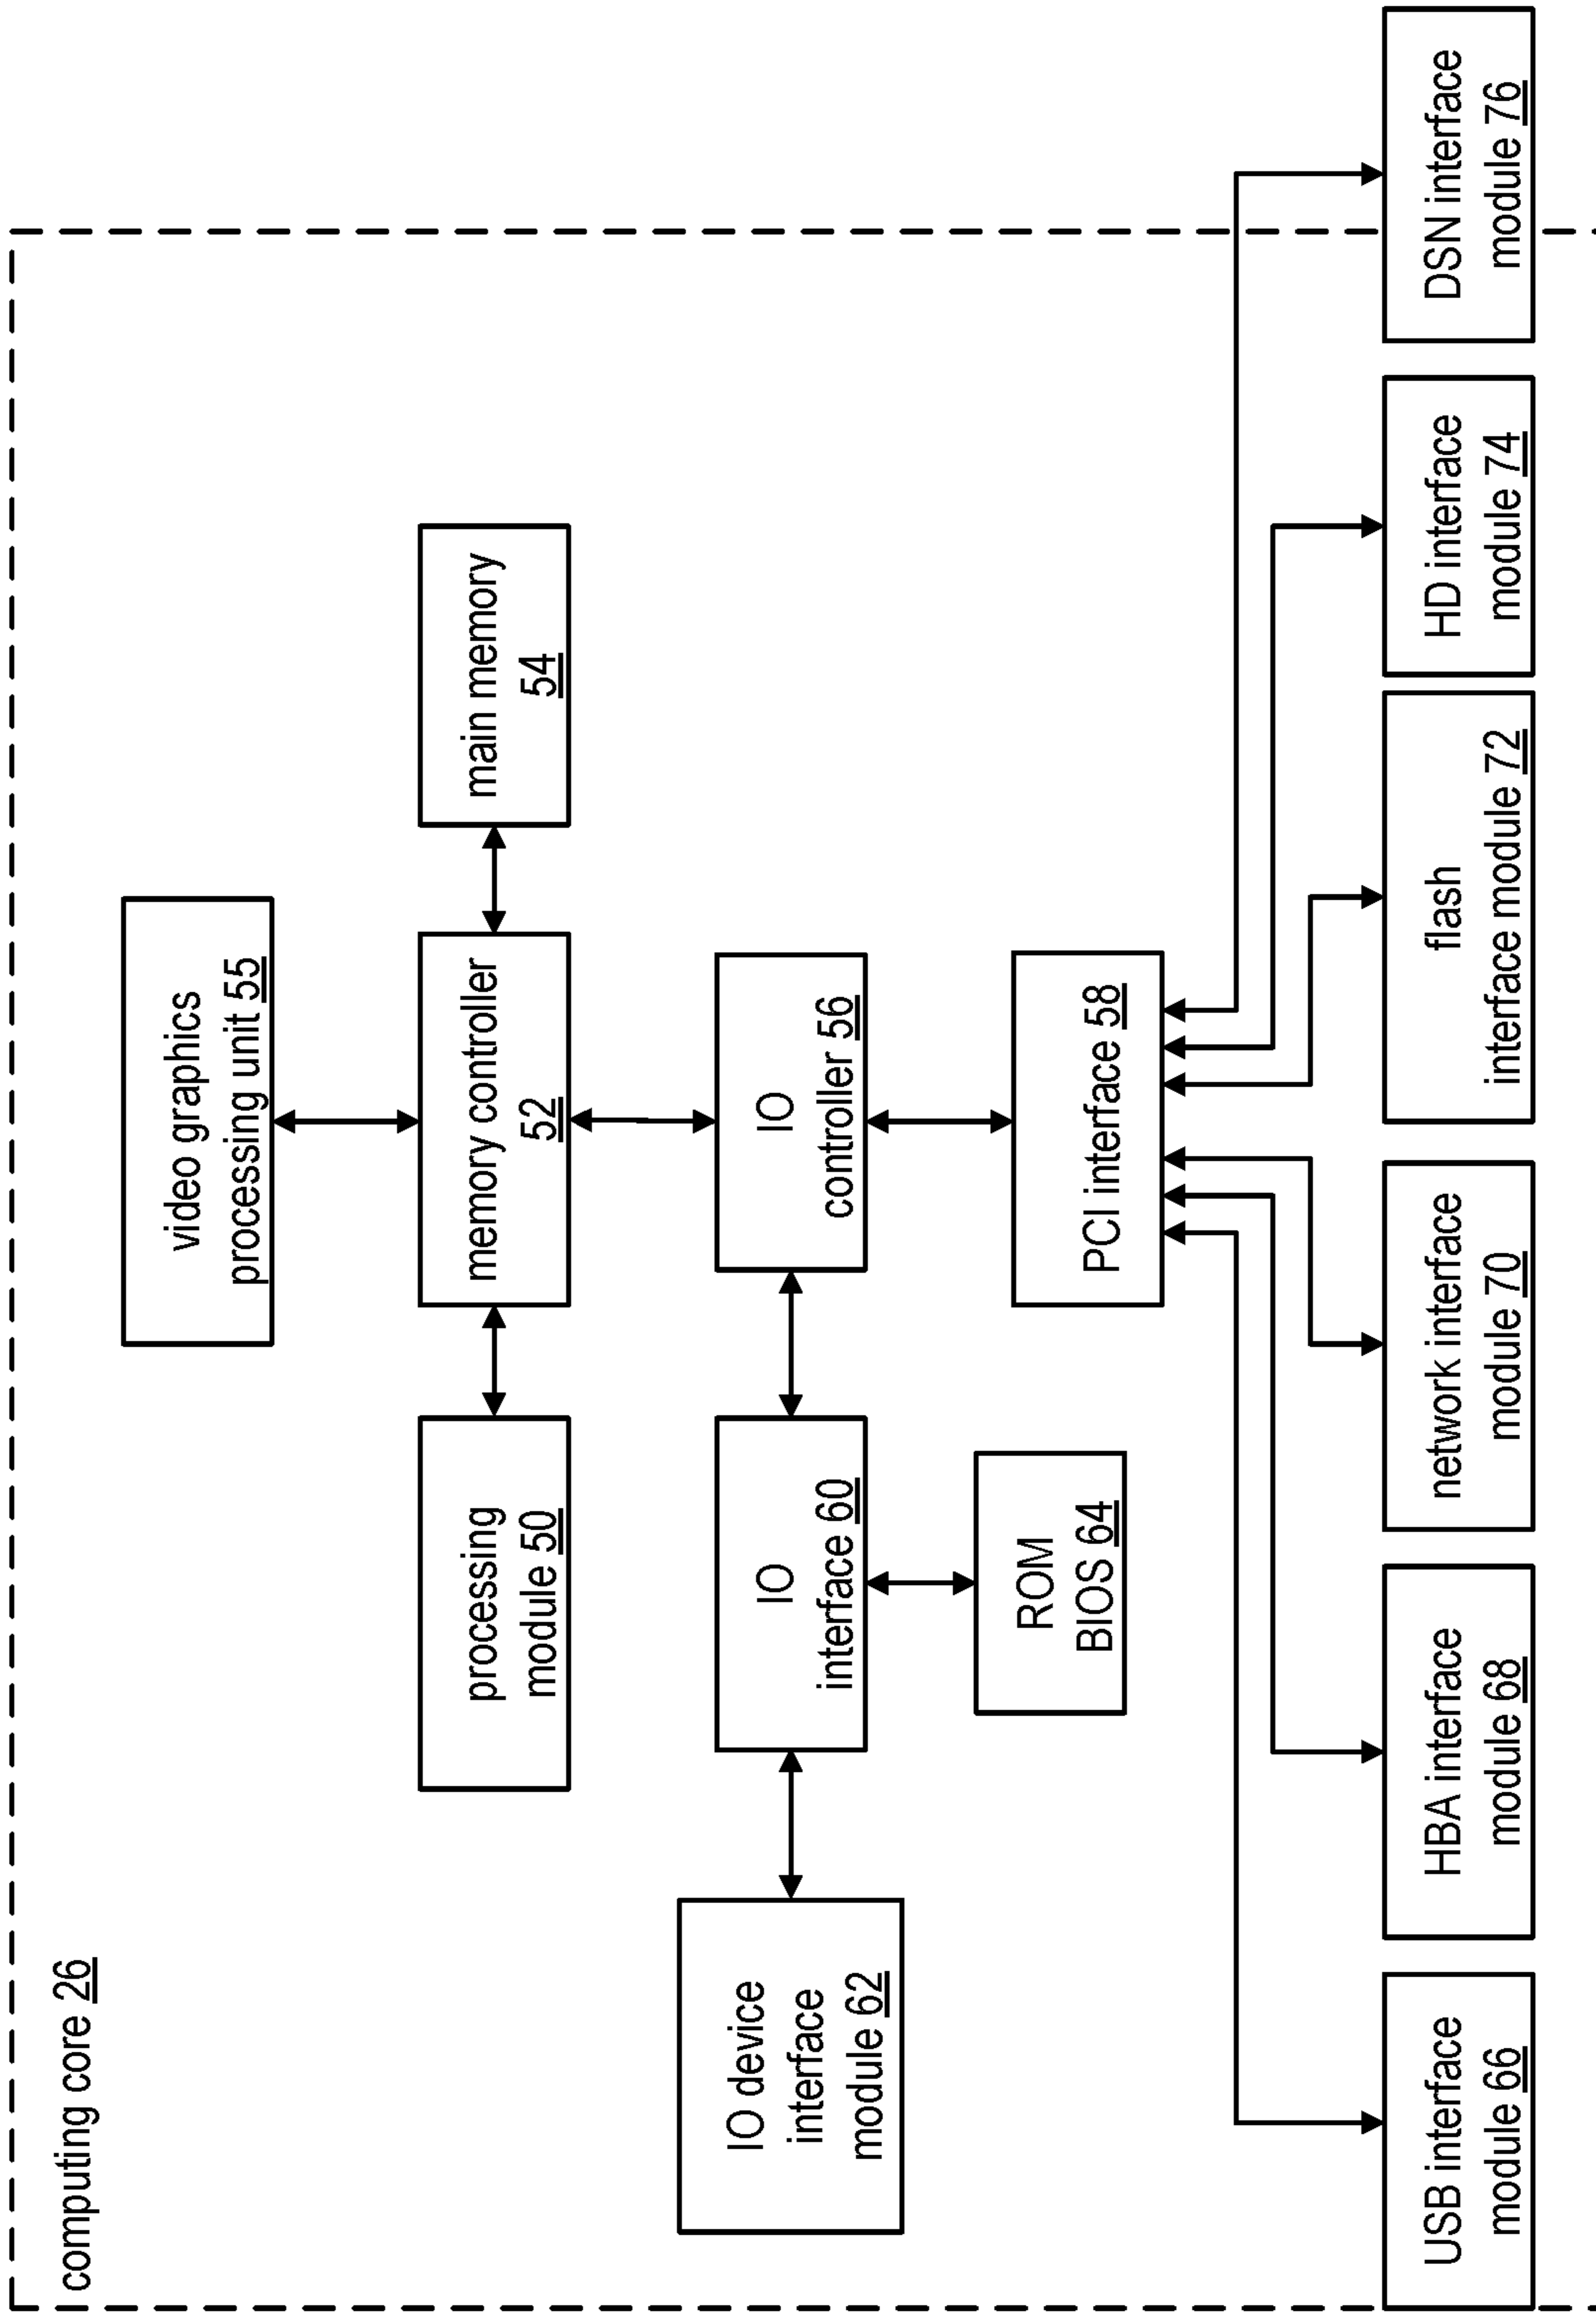 computing core 26
video graphics
processing unit 55
processing
module 50
memory controller
52
main memory
54
IO device
interface
module 62
IO
interface 60
IO
controller 56
ROM
BIOS 64
PCI interface 58
USB interface
module 66
HBA interface
module 68
network interface
module 70
flash
interface module 72
HD interface
module 74
DSN interface
module 76